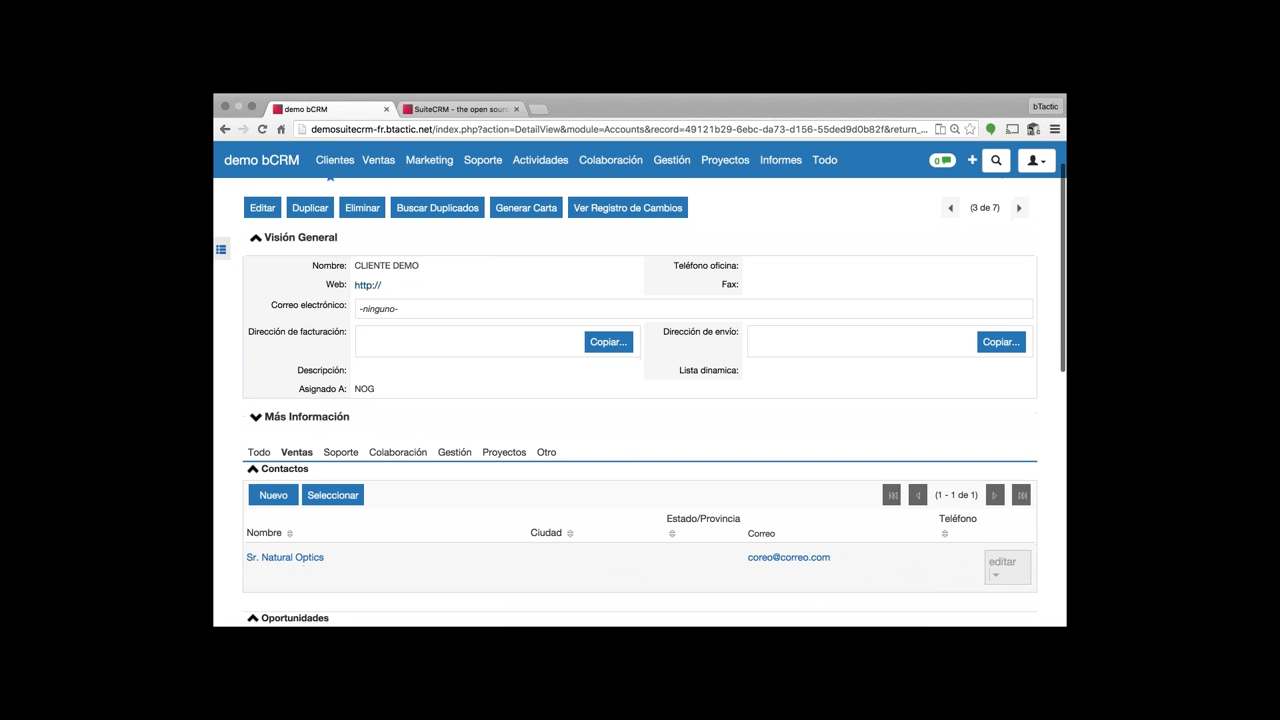 demo bCRM
SuiteCRM - the open sour
bTactic
demosuitecrm-fr.btactic.net/index.php?action=DetailView&module=Accounts&record=49121b29-6ebc-da73-d156-55ded9d0b82f&return_...
demo bCRM Clientes Ventas Marketing Soporte Actividades Colaboración Gestión Proyectos Informes Todo 0
Editar Duplicar Eliminar Buscar Duplicados Generar Carta Ver Registro de Cambios (3 de 7)
Visión General
Nombre: CLIENTE DEMO Teléfono oficina:
Web: http:// Fax:
Correo electrónico: -ninguno-
Dirección de facturación: Copiar... Dirección de envío: Copiar...
Descripción: Lista dinamica:
Asignado A: NOG
Más Información
Todo Ventas Soporte Colaboración Gestión Proyectos Otro
Contactos
Nuevo Seleccionar (1 - 1 de 1)
Nombre Ciudad Estado/Provincia Correo Teléfono
Sr. Natural Optics coreo@correo.com editar
Oportunidades